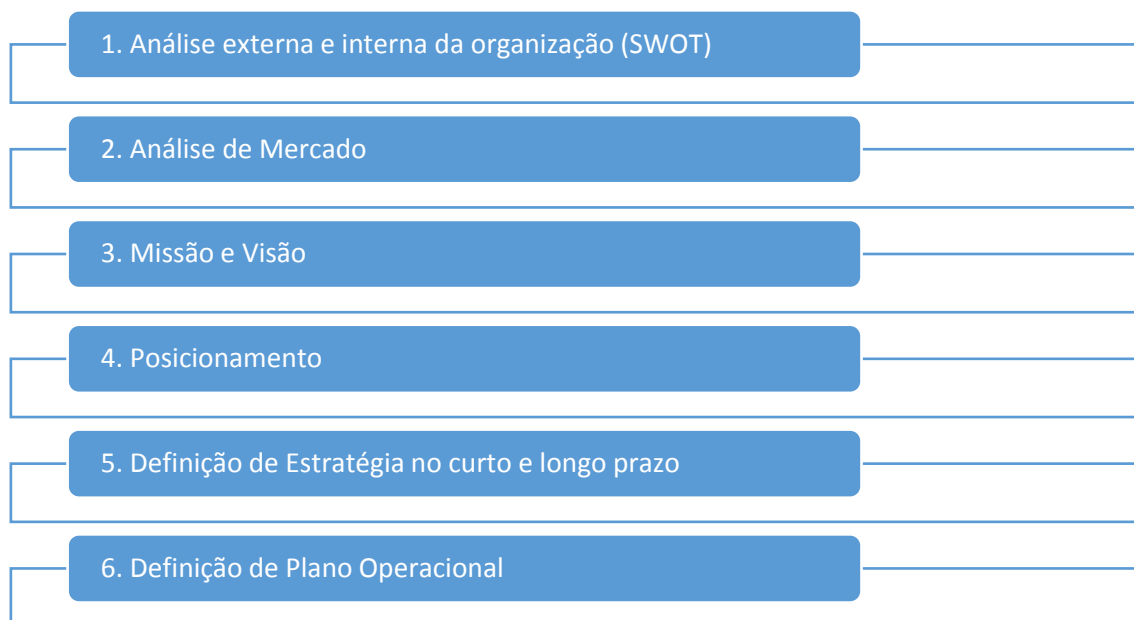 1. Análise externa e interna da organização (SWOT)
2. Análise de Mercado
3. Missão e Visão
4. Posicionamento
5. Definição de Estratégia no curto e longo prazo
6. Definição de Plano Operacional